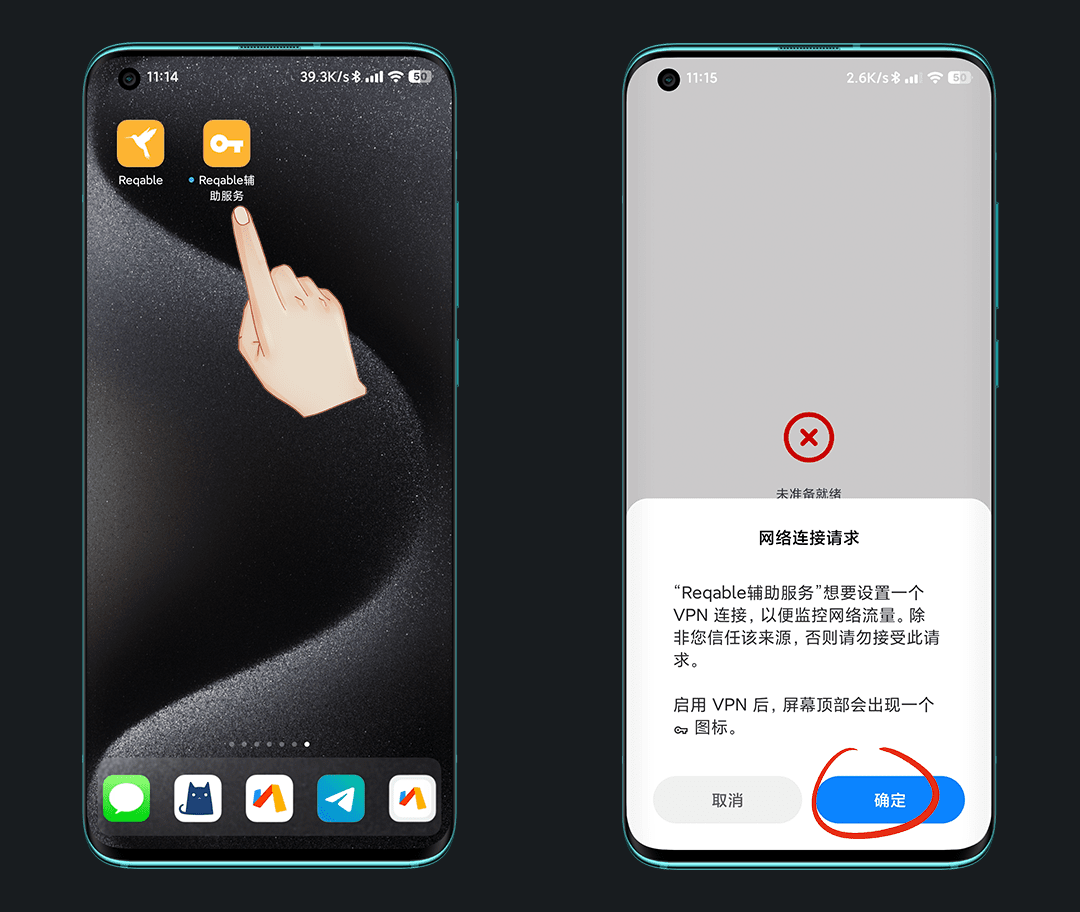 11:14
39.3K/s
50
Reqable
Reqable辅
助服务
11:15
2.6K/s
50
未准备就绪
网络连接请求
“Reqable辅助服务”想要设置一个
VPN 连接，以便监控网络流量。除
非您信任该来源，否则请勿接受此请
求。
启用 VPN 后，屏幕顶部会出现一个
图标。
取消
确定